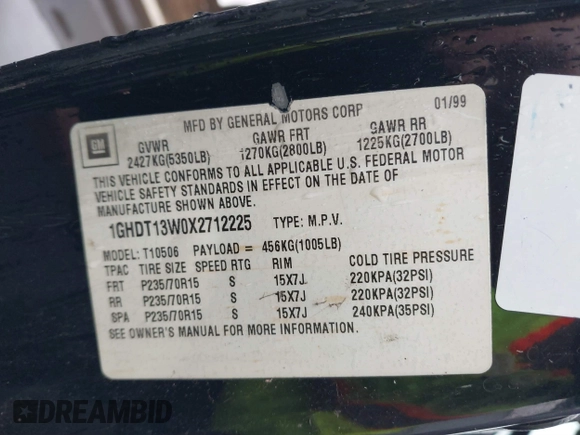 MFD BY GENERAL MOTORS CORP 01/99
GM GVWR GAWR FRT GAWR RR
2427KG(5350LB) 1270KG(2800LB) 1225KG(2700LB)
THIS VEHICLE CONFORMS TO ALL APPLICABLE U.S. FEDERAL MOTOR
VEHICLE SAFETY STANDARDS IN EFFECT ON THE DATE OF
MANUFACTURE SHOWN ABOVE.
1GHDT13W0X2712225 TYPE: M.P.V.
MODEL: T10506 PAYLOAD = 456KG(1005LB)
TPAC TIRE SIZE SPEED RTG RIM COLD TIRE PRESSURE
FRT P235/70R15 S 15X7J 220KPA(32PSI)
RR P235/70R15 S 15X7J 220KPA(32PSI)
SPA P235/70R15 S 15X7J 240KPA(35PSI)
SEE OWNER'S MANUAL FOR MORE INFORMATION.
DREAMBID